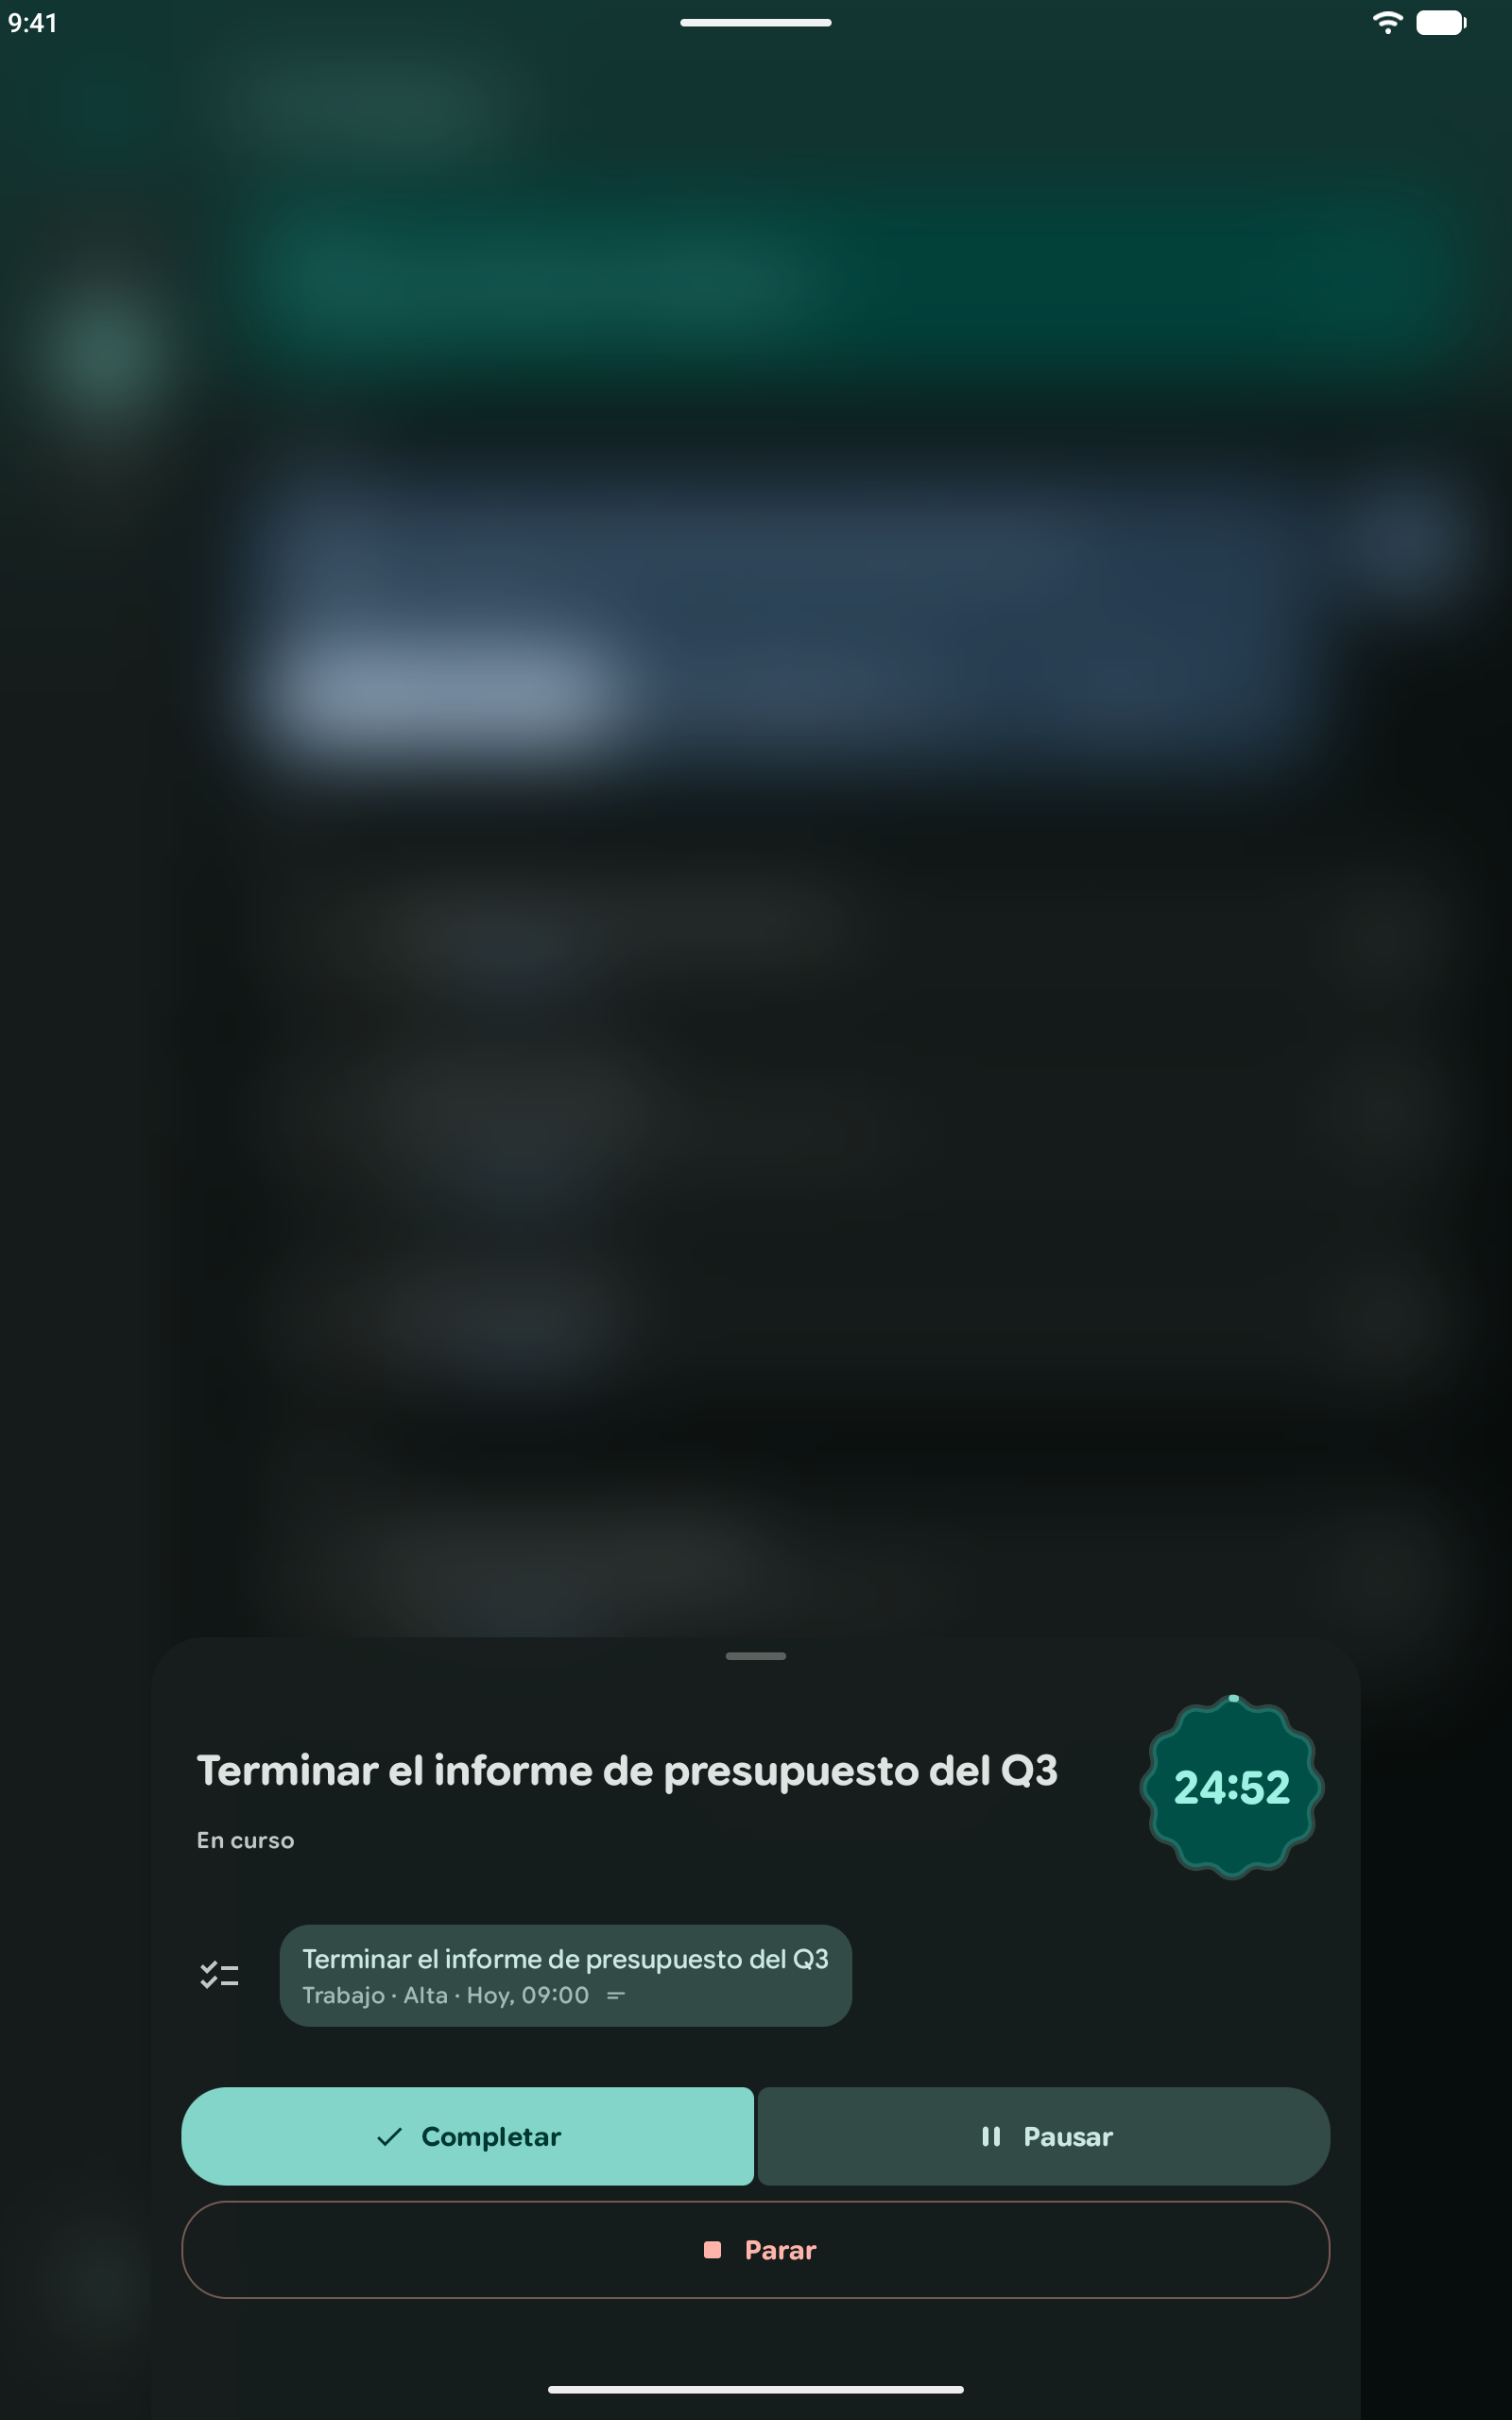 9:41
Terminar el informe de presupuesto del Q3
En curso
24:52
Terminar el informe de presupuesto del Q3
Trabajo · Alta · Hoy, 09:00
Completar
Pausar
Parar